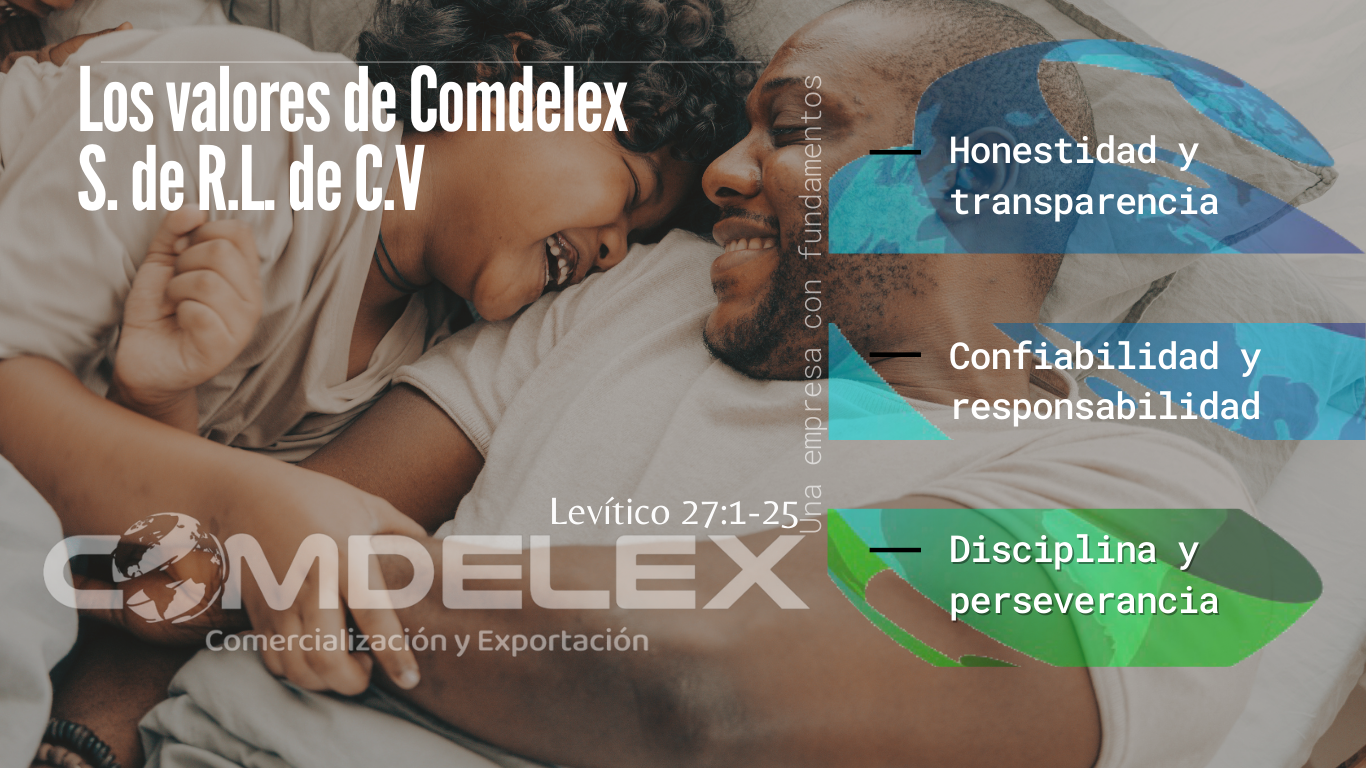 Los valores de Comdelex
S. de R.L. de C.V
Una empresa con fundamentos
Honestidad y
transparencia
Confiabilidad y
responsabilidad
Disciplina y
perseverancia
Levítico 27:1-25
COMDELEX
Comercialización y Exportación